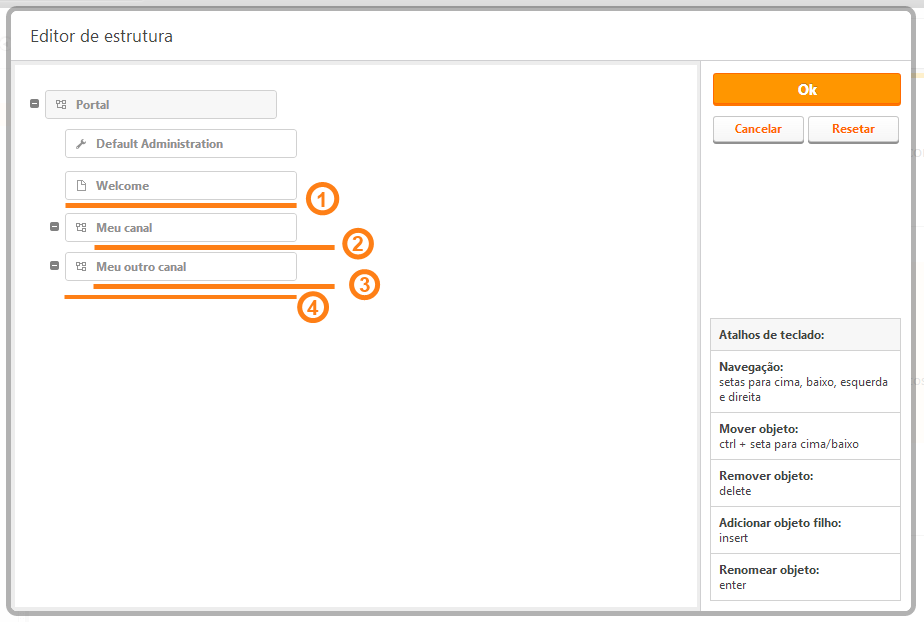 Editor de estrutura
Portal
Default Administration
Welcome
1
Meu canal
2
Meu outro canal
3
4
Ok
Cancelar
Resetar
Atalhos de teclado:
Navegação:
setas para cima, baixo, esquerda
e direita
Mover objeto:
ctrl + seta para cima/baixo
Remover objeto:
delete
Adicionar objeto filho:
insert
Renomear objeto:
enter